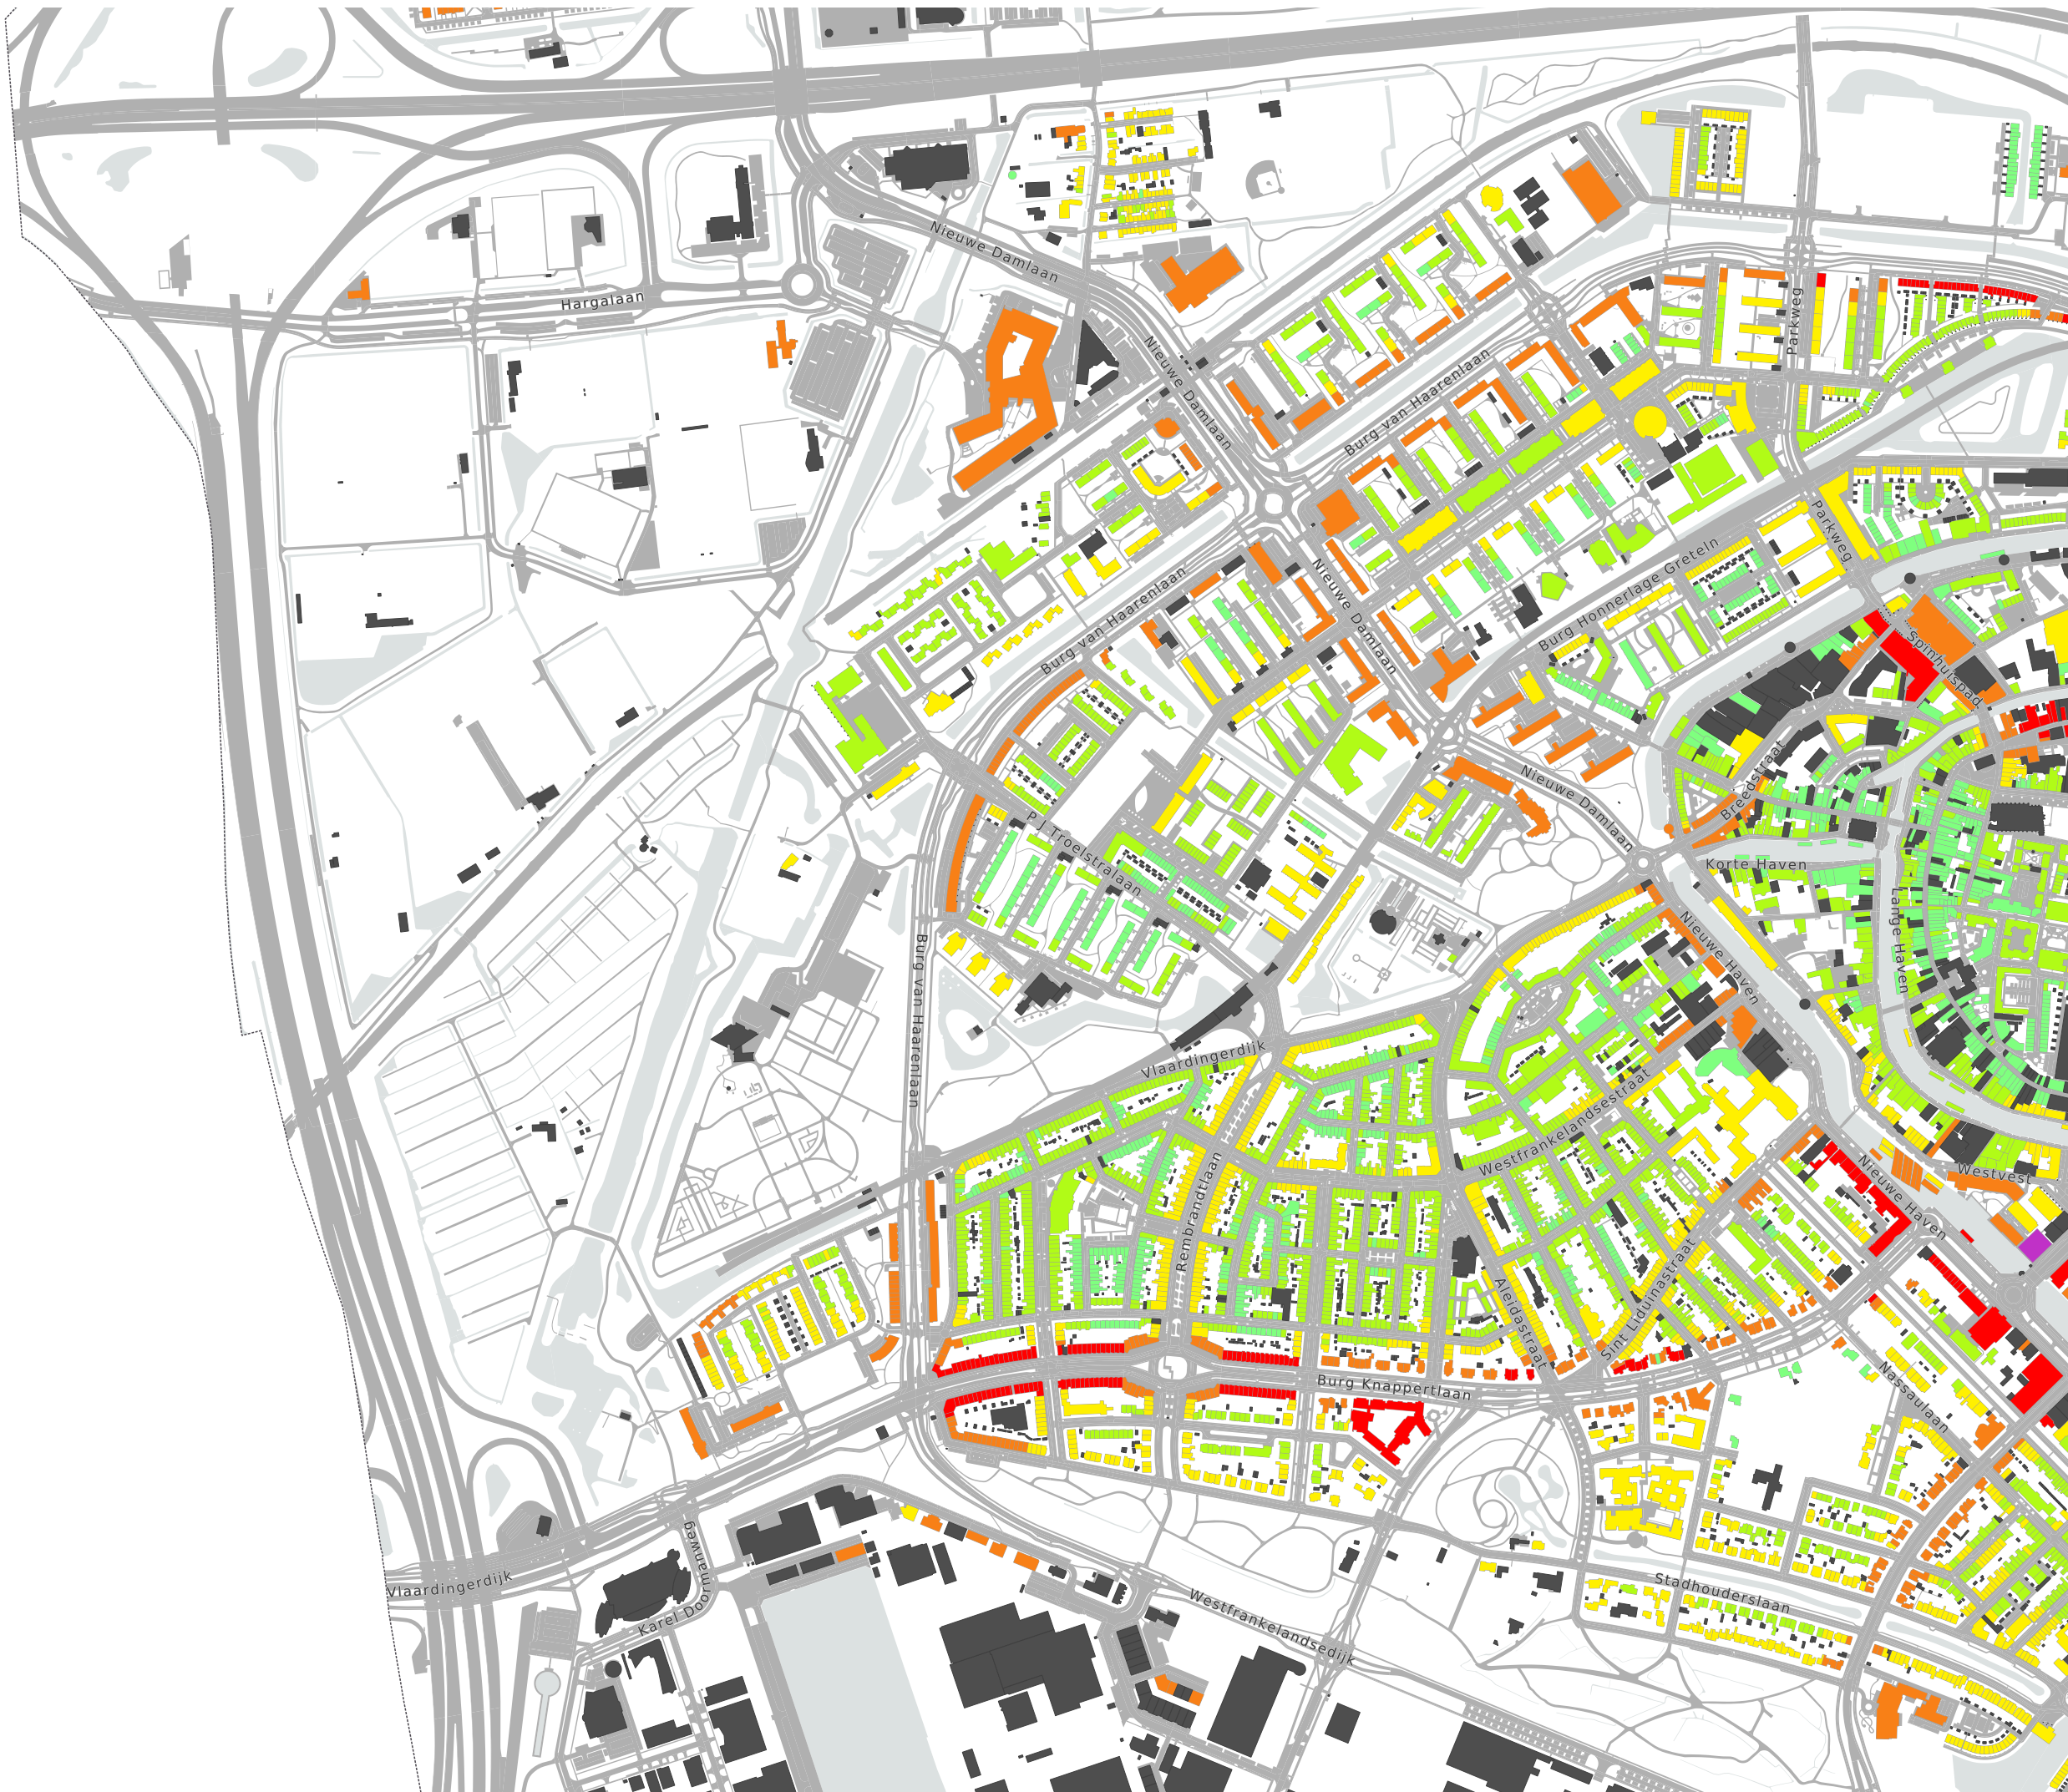 Nieuwe Damlaan
Hargalaan
Parkweg
Nieuwe Damlaan
Burg van Haarenlaan
Parkweg
Burg Honnerlage Greteln
Nieuwe Damlaan
Burg van Haarenlaan
Spinhuispad
Breedstraat
Nieuwe Damlaan
P J Troelstralaan
Korte Haven
Lange Haven
Nieuwe Haven
Burg van Haarenlaan
Vlaardingerdijk
Westfrankelandsestraat
Westvest
Nieuwe Haven
Rembrandtlaan
Aleidastraat
Sint Liduinastraat
Burg Knappertlaan
Nassaulaan
Vlaardingerdijk
Karel Doormanweg
Westfrankelandsedijk
Stadhouderslaan